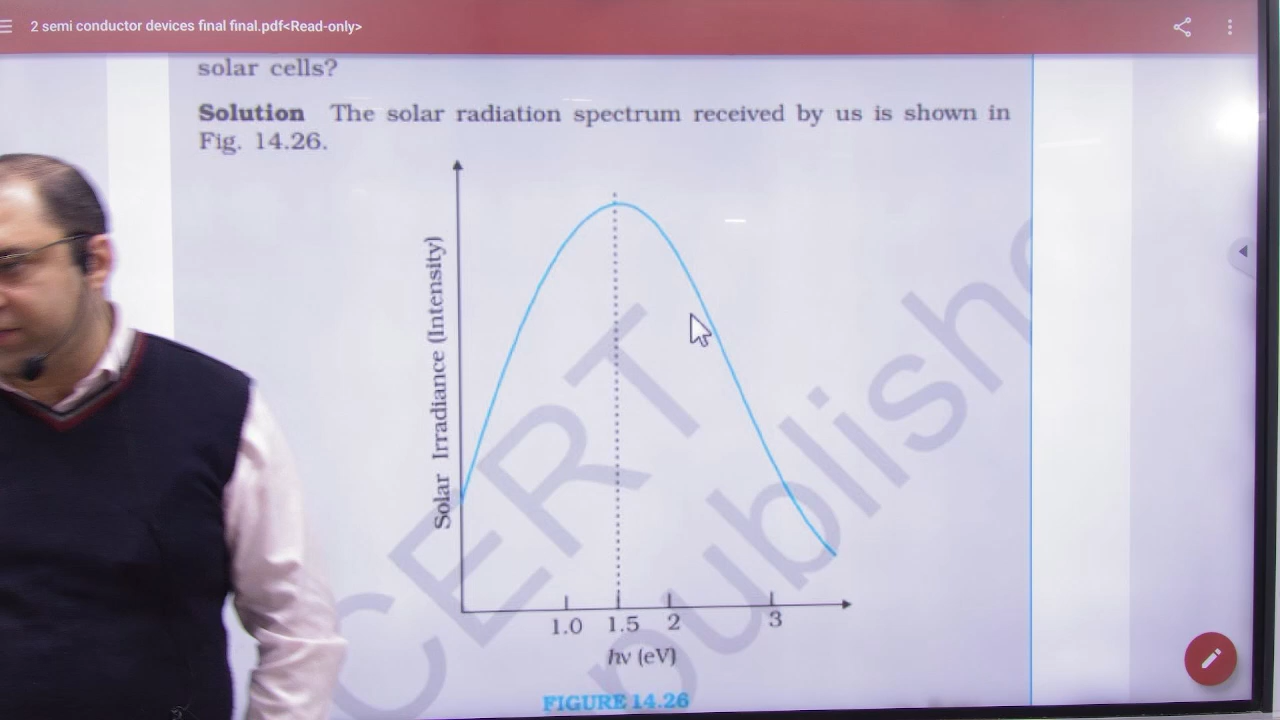 2 semi conductor devices final final.pdf<Read-only>
solar cells?
Solution The solar radiation spectrum received by us is shown in
Fig. 14.26.
Solar Irradiance (Intensity)
1.0 1.5 2 3
hν (eV)
FIGURE 14.26
CERT
publishe